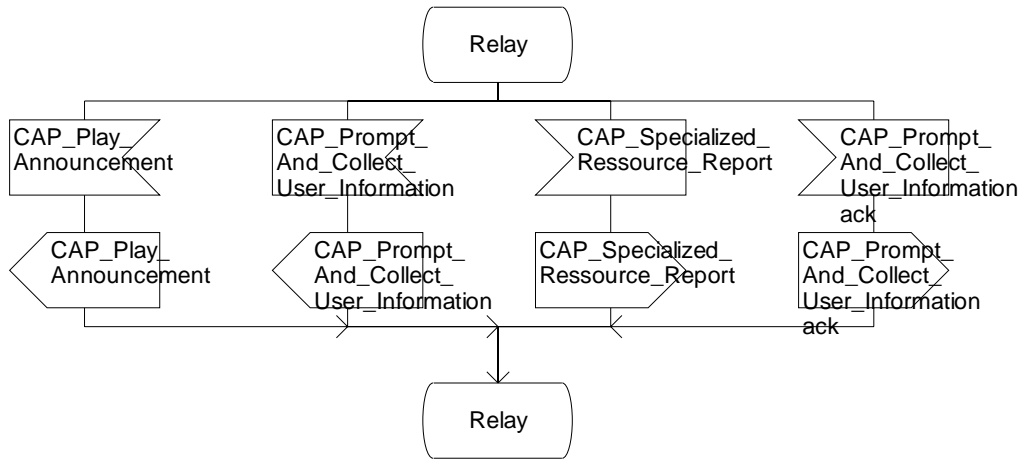 Relay
CAP_Play_
Announcement
CAP_Prompt_
And_Collect_
User_Information
CAP_Specialized_
Ressource_Report
CAP_Prompt_
And_Collect_
User_Information
ack
CAP_Play_
Announcement
CAP_Prompt_
And_Collect_
User_Information
CAP_Specialized_
Ressource_Report
CAP_Prompt_
And_Collect_
User_Information
ack
Relay